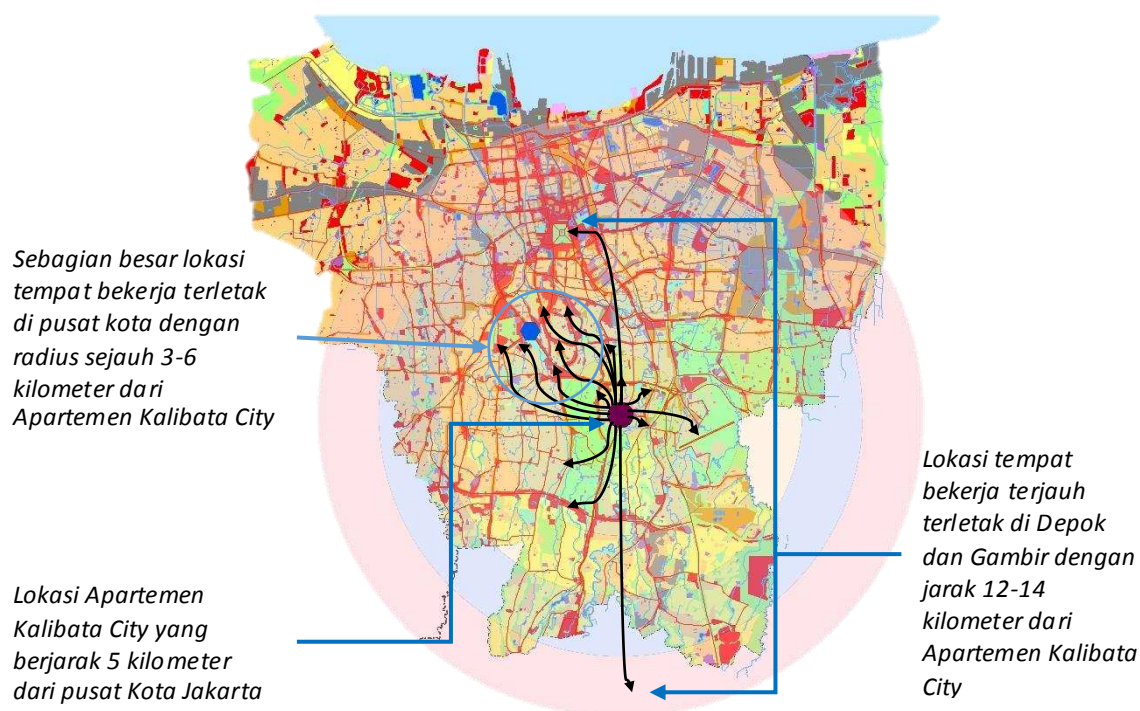 Sebagian besar lokasi
tempat bekerja terletak
di pusat kota dengan
radius sejauh 3-6
kilometer dari
Apartemen Kalibata City
Lokasi Apartemen
Kalibata City yang
berjarak 5 kilometer
dari pusat Kota Jakarta
Lokasi tempat
bekerja terjauh
terletak di Depok
dan Gambir dengan
jarak 12-14
kilometer dari
Apartemen Kalibata
City